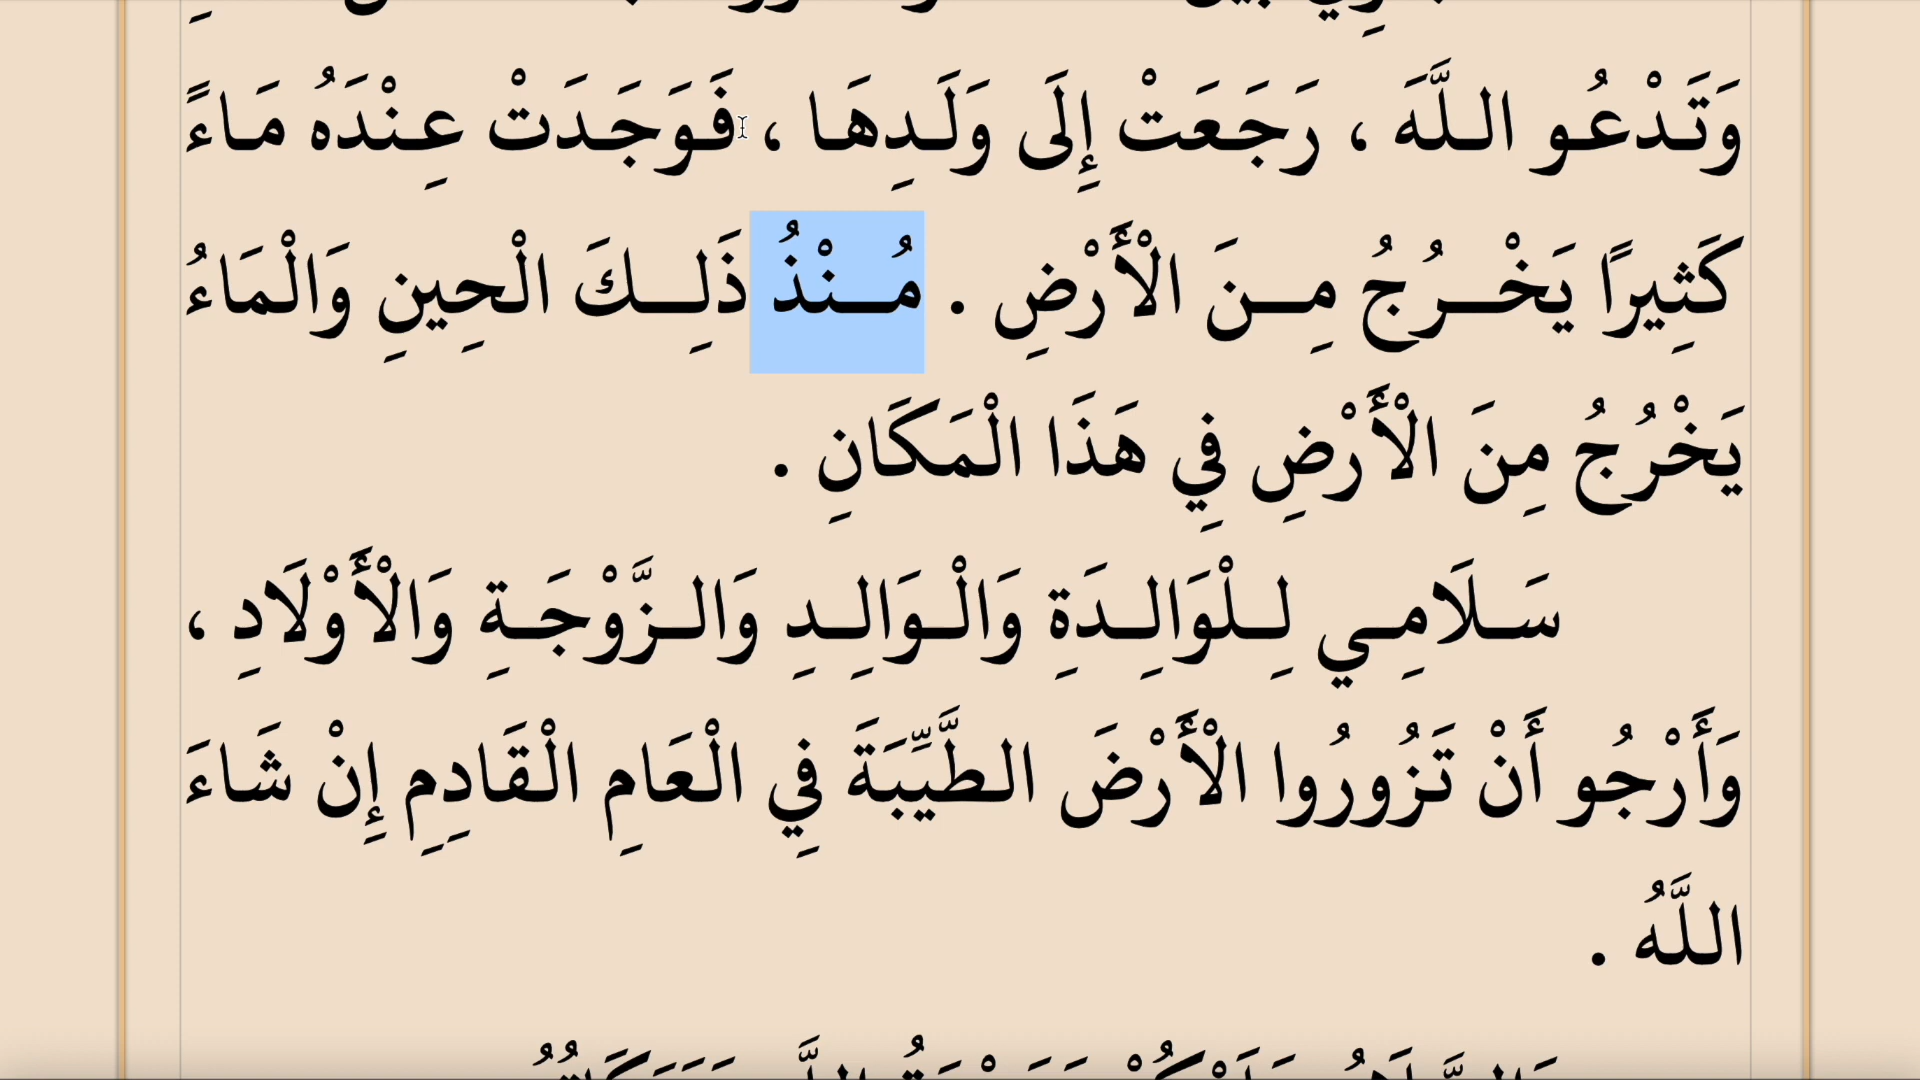 وَتَدْعُو اللَّهَ ، رَجَعَتْ إِلَى وَلَدِهَا ، فَوَجَدَتْ عِنْدَهُ مَاءً
كَثِيرًا يَخْرُجُ مِنَ الْأَرْضِ . مُنْذُ ذَلِكَ الْحِينِ وَالْمَاءُ
يَخْرُجُ مِنَ الْأَرْضِ فِي هَذَا الْمَكَانِ .
سَلَامِي لِلْوَالِدَةِ وَالْوَالِدِ وَالزَّوْجَةِ وَالْأَوْلَادِ ،
وَأَرْجُو أَنْ تَزُورُوا الْأَرْضَ الطَّيِّبَةَ فِي الْعَامِ الْقَادِمِ إِنْ شَاءَ
اللَّهُ .